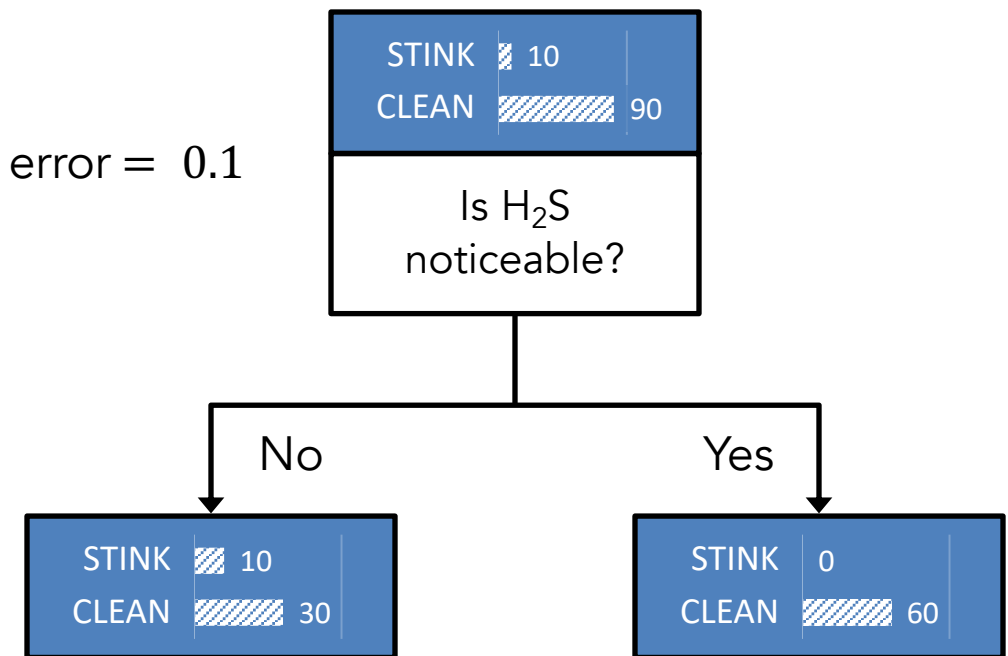 STINK 10
CLEAN 90
error = 0.1
Is H₂S
noticeable?
No
Yes
STINK 10
CLEAN 30
STINK 0
CLEAN 60